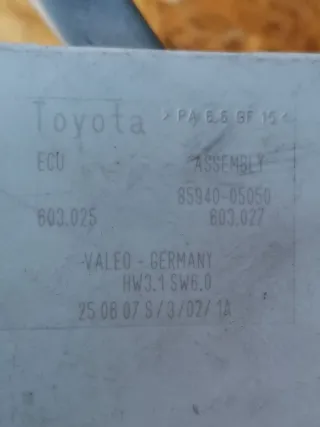 Toyota >PA 6.6 GF 15<
ECU ASSEMBLY
85940-05050
603.025 603.027
VALEO - GERMANY
HW3.1 SW6.0
25 06 07 S/3/02/1A